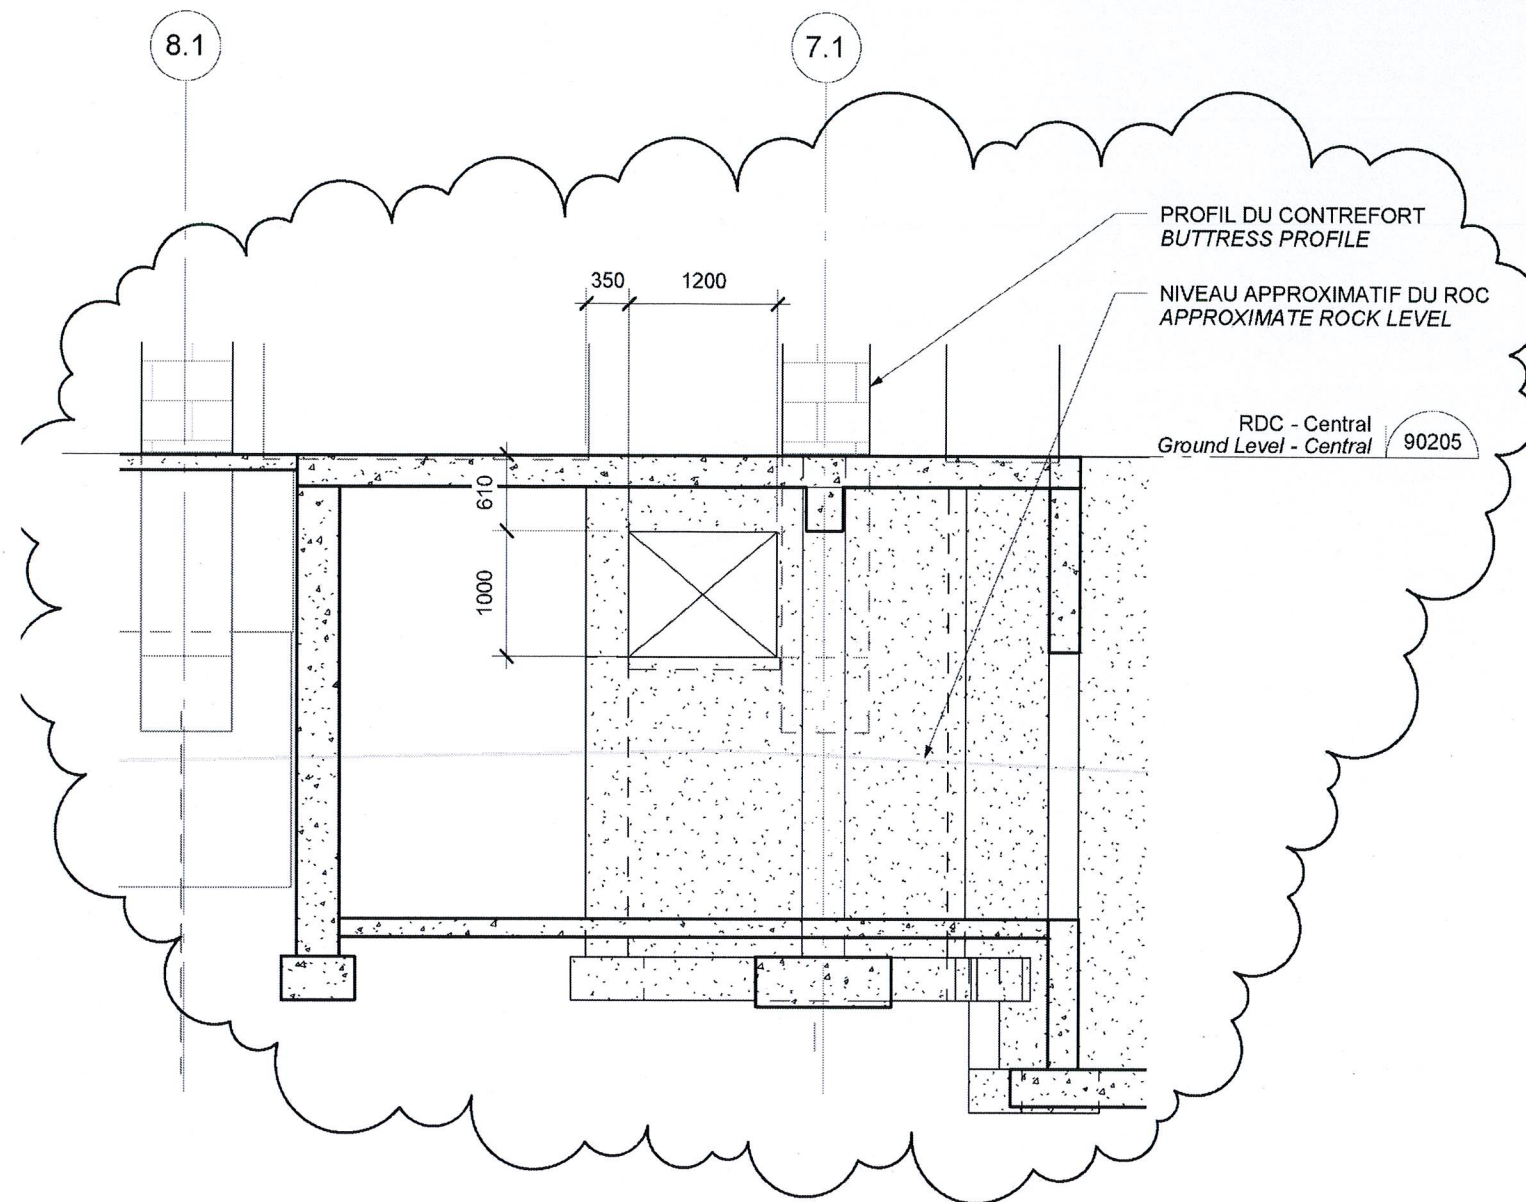 8.1
7.1
PROFIL DU CONTREFORT
BUTTRESS PROFILE
350
1200
NIVEAU APPROXIMATIF DU ROC
APPROXIMATE ROCK LEVEL
RDC - Central
Ground Level - Central
90205
610
1000